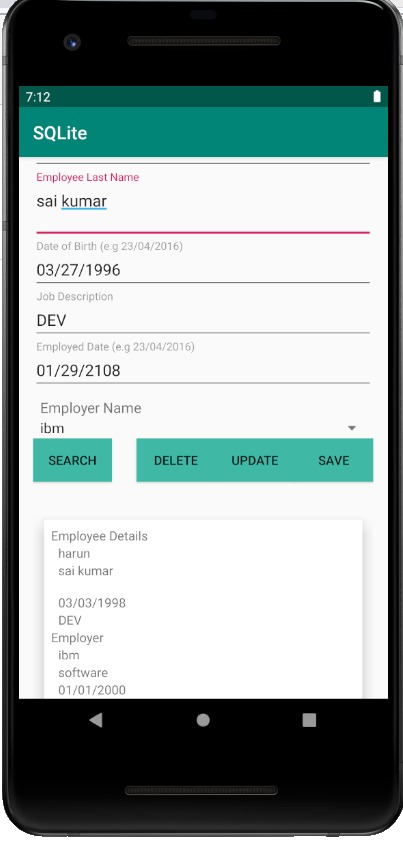 7:12
SQLite
Employee Last Name
sai kumar
Date of Birth (e.g 23/04/2016)
03/27/1996
Job Description
DEV
Employed Date (e.g 23/04/2016)
01/29/2108
Employer Name
ibm
SEARCH DELETE UPDATE SAVE
Employee Details
harun
sai kumar
03/03/1998
DEV
Employer
ibm
software
01/01/2000